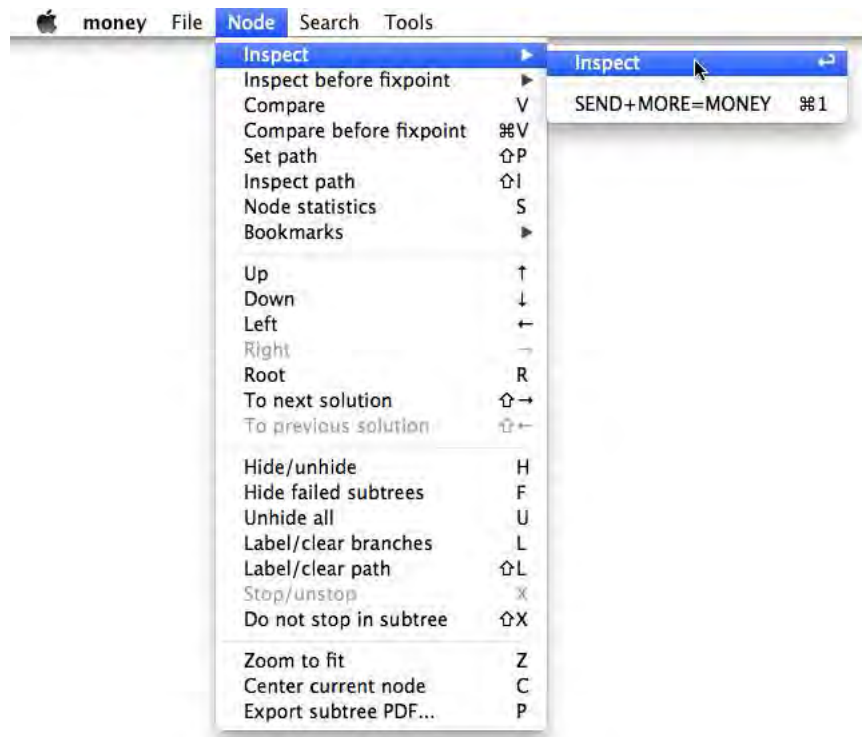 money File Node Search Tools
Inspect ▶
Inspect ↩
Inspect before fixpoint ▶
SEND+MORE=MONEY ⌘1
Compare V
Compare before fixpoint ⌘V
Set path ⇧P
Inspect path ⇧I
Node statistics S
Bookmarks ▶
Up ↑
Down ↓
Left ←
Right →
Root R
To next solution ⇧→
To previous solution ⇧←
Hide/unhide H
Hide failed subtrees F
Unhide all U
Label/clear branches L
Label/clear path ⇧L
Stop/unstop X
Do not stop in subtree ⇧X
Zoom to fit Z
Center current node C
Export subtree PDF... P